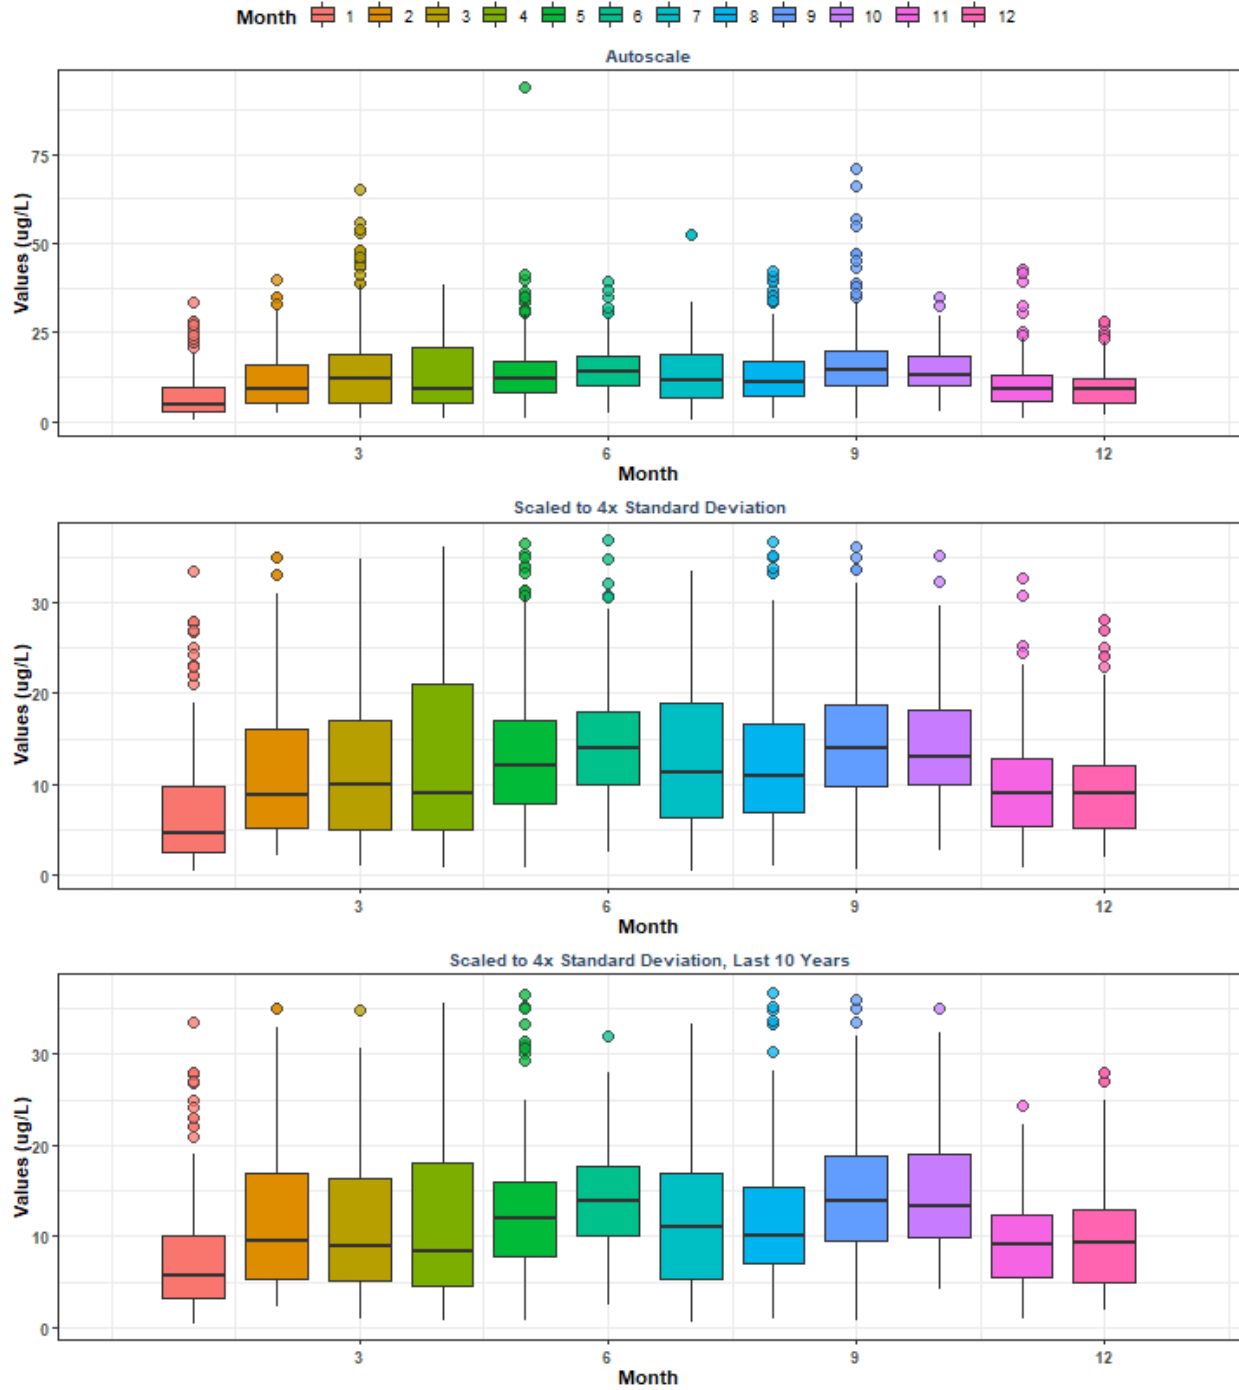 Month 1 2 3 4 5 6 7 8 9 10 11 12
Autoscale
Values (ug/L)
75
50
25
0
3 6 9 12
Month
Scaled to 4x Standard Deviation
Values (ug/L)
30
20
10
0
3 6 9 12
Month
Scaled to 4x Standard Deviation, Last 10 Years
Values (ug/L)
30
20
10
0
3 6 9 12
Month